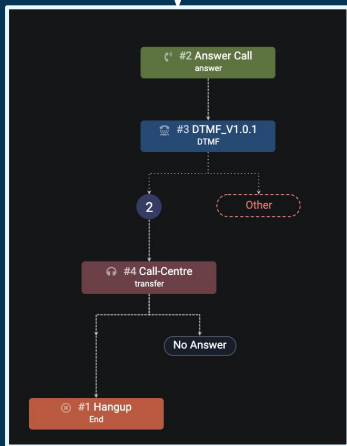 #2 Answer Call
answer
#3 DTMF_V1.0.1
DTMF
2
Other
#4 Call-Centre
transfer
No Answer
#1 Hangup
End